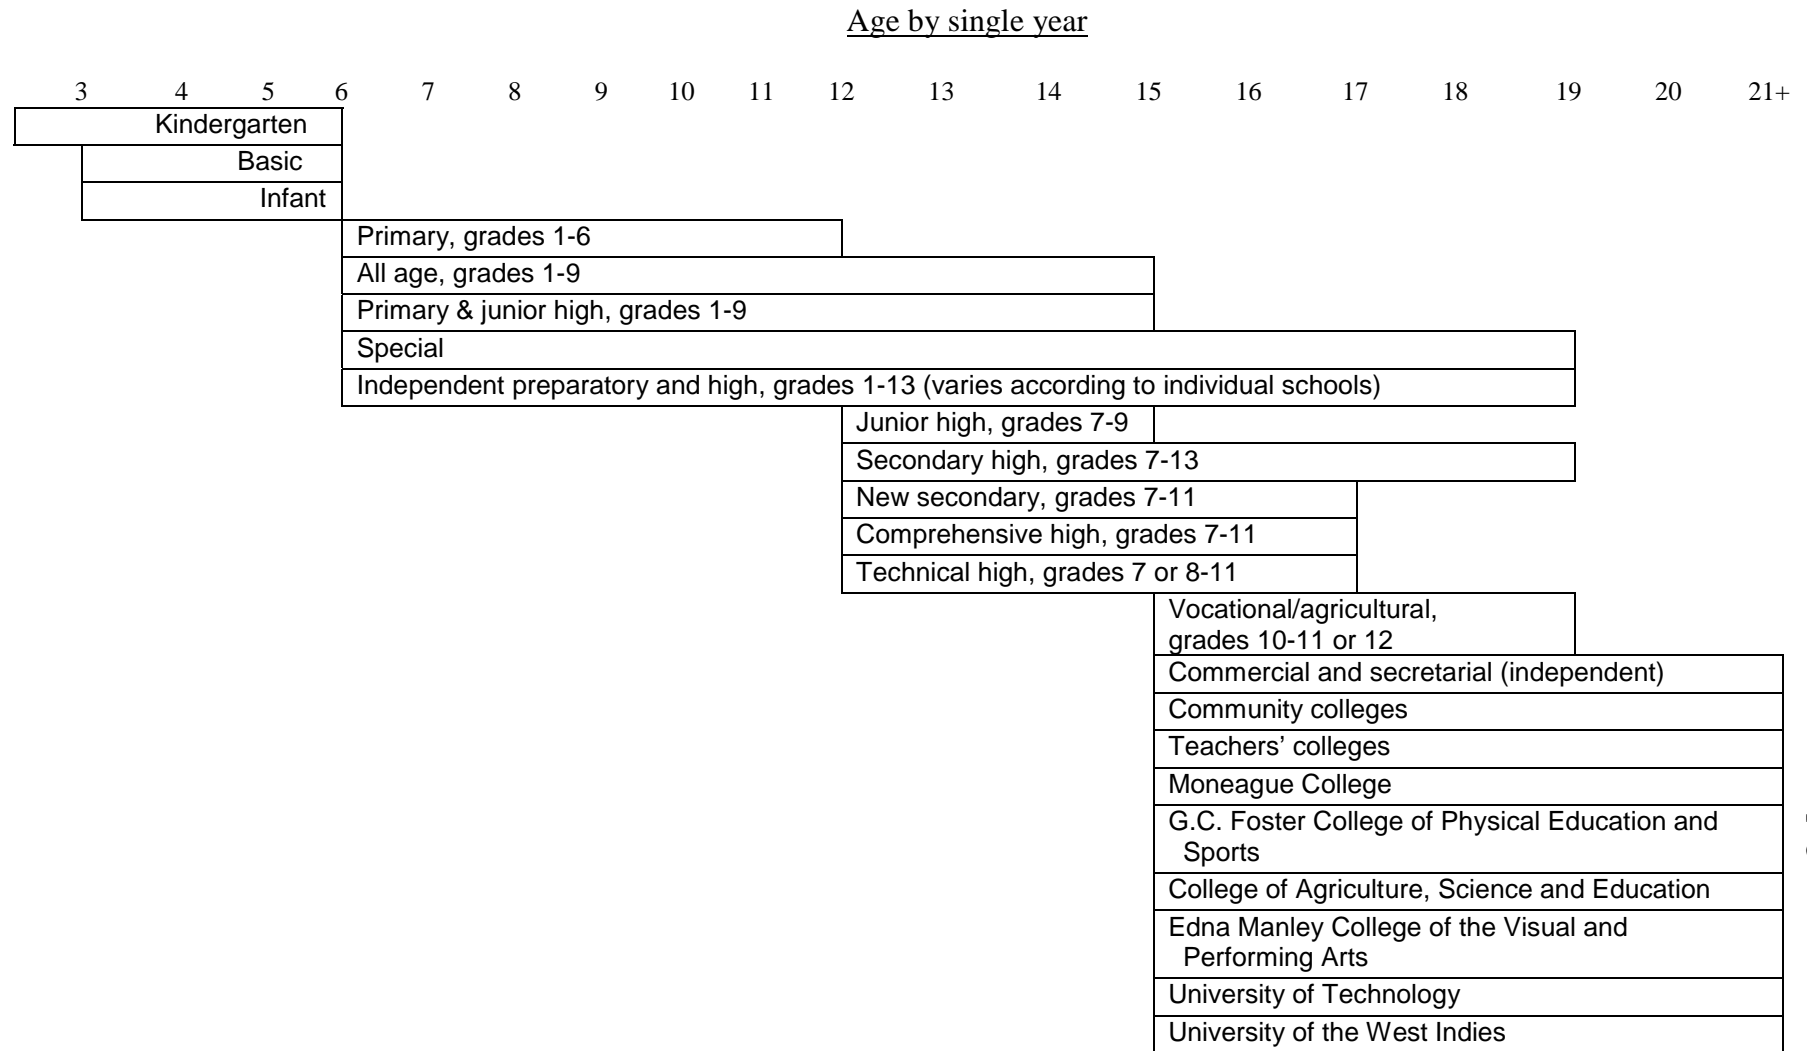 Age by single year
3 4 5 6 7 8 9 10 11 12 13 14 15 16 17 18 19 20 21+
Kindergarten
Basic
Infant
Primary, grades 1-6
All age, grades 1-9
Primary & junior high, grades 1-9
Special
Independent preparatory and high, grades 1-13 (varies according to individual schools)
Junior high, grades 7-9
Secondary high, grades 7-13
New secondary, grades 7-11
Comprehensive high, grades 7-11
Technical high, grades 7 or 8-11
Vocational/agricultural,
grades 10-11 or 12
Commercial and secretarial (independent)
Community colleges
Teachers’ colleges
Moneague College
G.C. Foster College of Physical Education and
Sports
College of Agriculture, Science and Education
Edna Manley College of the Visual and
Performing Arts
University of Technology
University of the West Indies